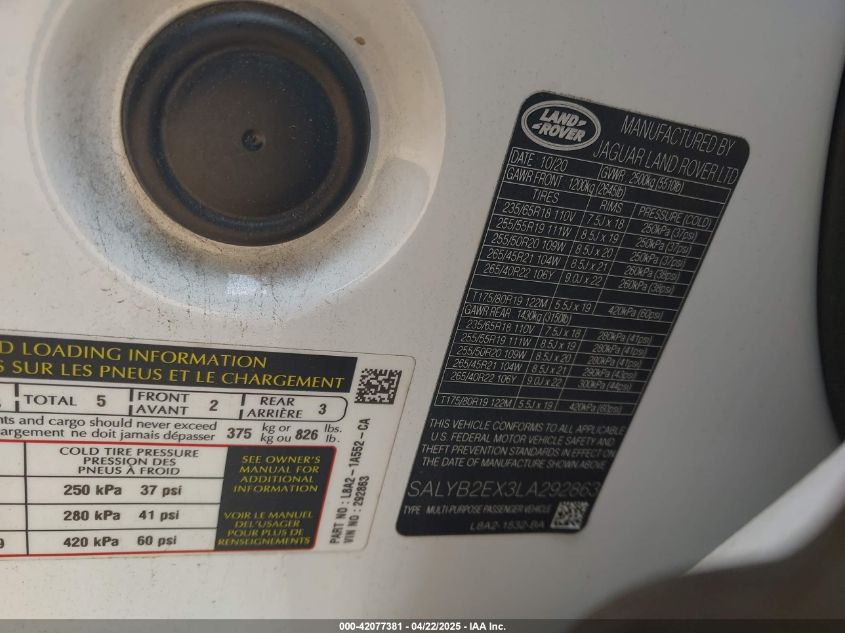 LAND-
-ROVER
MANUFACTURED BY
JAGUAR LAND ROVER LTD
DATE: 10/20 GVWR 2500kg (5510lb)
GAWR FRONT 1200kg (2645lb)
TIRES RIMS PRESSURE (COLD)
235/65R18 110V 7.5J x 18 250kPa (37psi)
255/55R19 111W 8.5J x 19 250kPa (37psi)
255/50R20 109W 8.5J x 20 250kPa (37psi)
265/45R21 104W 8.5J x 21 260kPa (38psi)
265/40R22 106Y 9.0J x 22 260kPa (38psi)
T175/80R19 122M 5.5J x 19 420kPa (60psi)
GAWR REAR 1430kg (3150lb)
235/65R18 110V 7.5J x 18 280kPa (41psi)
255/55R19 111W 8.5J x 19 280kPa (41psi)
255/50R20 109W 8.5J x 20 280kPa (41psi)
265/45R21 104W 8.5J x 21 290kPa
265/40R22 106Y 9.0J x 22 300kPa (44psi)
T175/80R19 122M 5.5J x 19 420kPa (60psi)
THIS VEHICLE CONFORMS TO ALL APPLICABLE
U.S. FEDERAL MOTOR VEHICLE SAFETY AND
THEFT PREVENTION STANDARDS IN EFFECT ON
THE DATE OF MANUFACTURE SHOWN ABOVE
SALYB2EX3LA292863
TYPE: MULTI-PURPOSE PASSENGER VEHICLE
L8A2-1532-BA
D LOADING INFORMATION
S SUR LES PNEUS ET LE CHARGEMENT
TOTAL 5 FRONT AVANT 2 REAR ARRIÈRE 3
nts and cargo should never exceed 375 kg or 826 lbs.
argement ne doit jamais dépasser kg ou lb.
COLD TIRE PRESSURE
PRESSION DES
PNEUS À FROID
250 kPa 37 psi
280 kPa 41 psi
9 420 kPa 60 psi
SEE OWNER'S
MANUAL FOR
ADDITIONAL
INFORMATION
VOIR LE MANUEL
DEL'USAGER
POUR PLUS DE
RENSEIGNEMENTS
PART NO : L8A2-1A552-CA
VIN NO : 292863
000-42077381 - 04/22/2025 - IAA Inc.